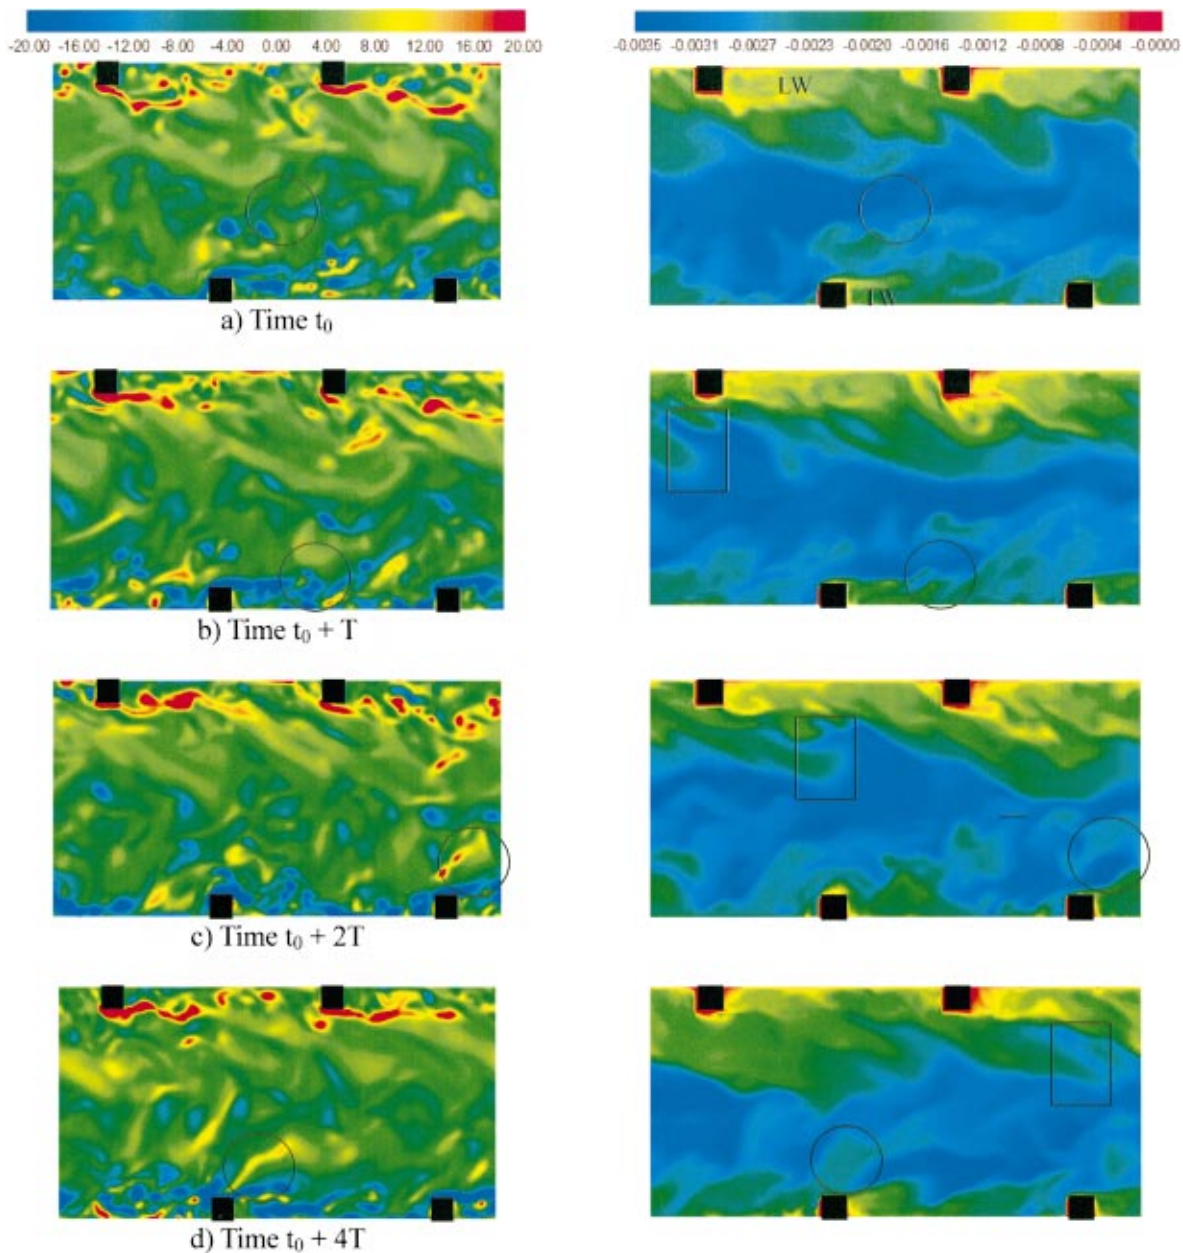 -20.00 -16.00 -12.00 -8.00 -4.00 0.00 4.00 8.00 12.00 16.00 20.00
-0.0035 -0.0031 -0.0027 -0.0023 -0.0020 -0.0016 -0.0012 -0.0008 -0.0004 -0.0000
LW
LW
a) Time t₀
b) Time t₀ + T
c) Time t₀ + 2T
d) Time t₀ + 4T